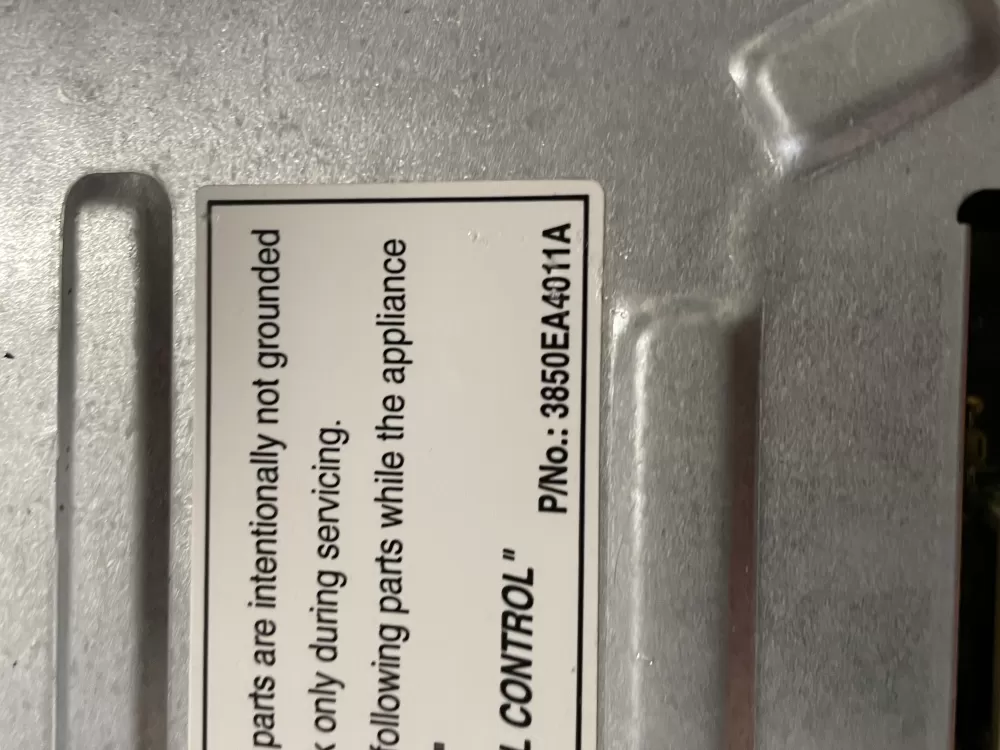 parts are intentionally not grounded
only during servicing.
following parts while the appliance
"
CONTROL"
P/No.: 3850EA4011A